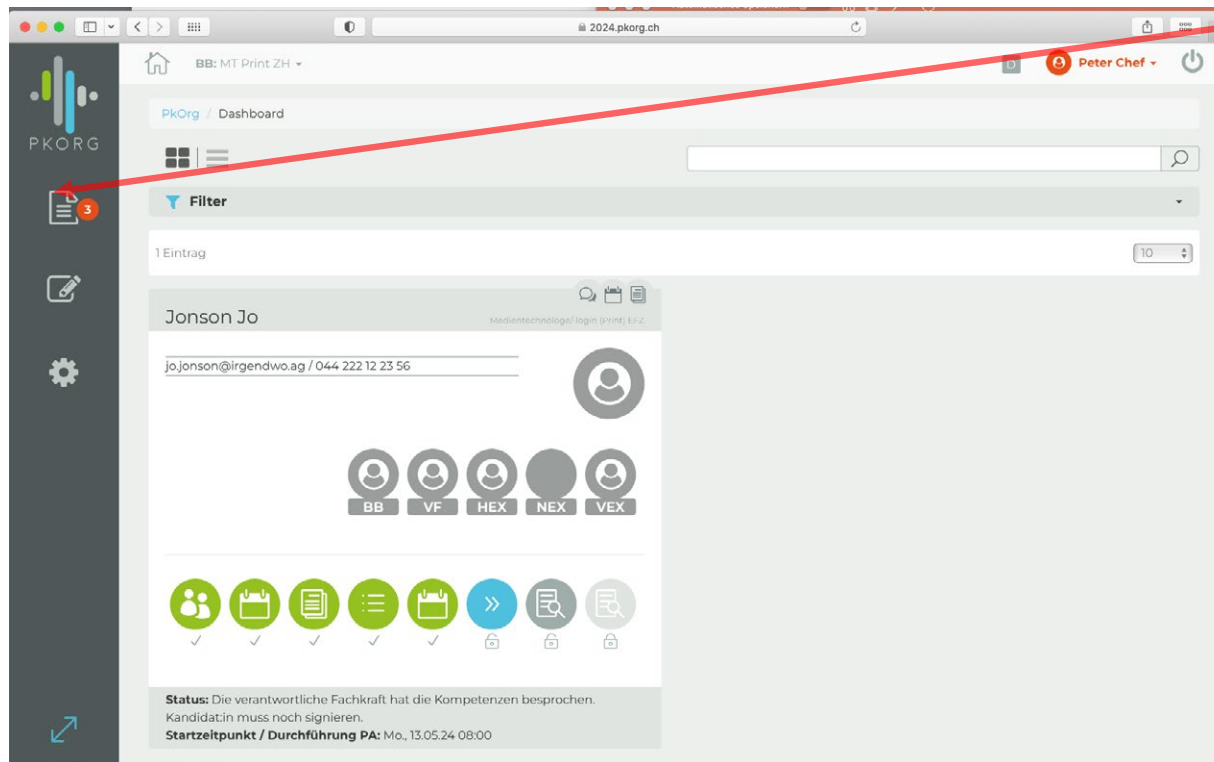 2024.pkorg.ch
BB: MT Print ZH
D
Peter Chef
PKORG
PkOrg / Dashboard
3
Filter
1 Eintrag
10
Jonson Jo
Medientechnologe/ login (Print) EFZ
jo.jonson@irgendwo.ag / 044 222 12 23 56
BB VF HEX NEX VEX
Status: Die verantwortliche Fachkraft hat die Kompetenzen besprochen.
Kandidat:in muss noch signieren.
Startzeitpunkt / Durchführung PA: Mo., 13.05.24 08:00